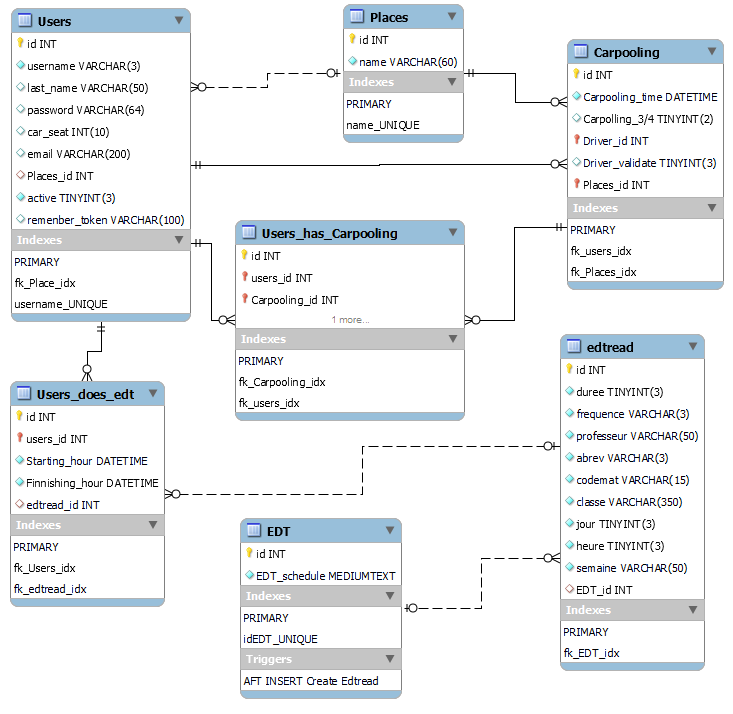 Users
id INT
username VARCHAR(3)
last_name VARCHAR(50)
password VARCHAR(64)
car_seat INT(10)
email VARCHAR(200)
Places_id INT
active TINYINT(3)
remenber_token VARCHAR(100)
Indexes
PRIMARY
fk_Place_idx
username_UNIQUE
Places
id INT
name VARCHAR(60)
Indexes
PRIMARY
name_UNIQUE
Carpooling
id INT
Carpooling_time DATETIME
Carpolling_3/4 TINYINT(2)
Driver_id INT
Driver_validate TINYINT(3)
Places_id INT
Indexes
PRIMARY
fk_users_idx
fk_Places_idx
Users_has_Carpooling
id INT
users_id INT
Carpooling_id INT
1 more...
Indexes
PRIMARY
fk_Carpooling_idx
fk_users_idx
Users_does_edt
id INT
users_id INT
Starting_hour DATETIME
Finnishing_hour DATETIME
edtread_id INT
Indexes
PRIMARY
fk_Users_idx
fk_edtread_idx
EDT
id INT
EDT_schedule MEDIUMTEXT
Indexes
PRIMARY
idEDT_UNIQUE
Triggers
AFT INSERT Create Edtread
edtread
id INT
duree TINYINT(3)
frequence VARCHAR(3)
professeur VARCHAR(50)
abrev VARCHAR(3)
codemat VARCHAR(15)
classe VARCHAR(350)
jour TINYINT(3)
heure TINYINT(3)
semaine VARCHAR(50)
EDT_id INT
Indexes
PRIMARY
fk_EDT_idx